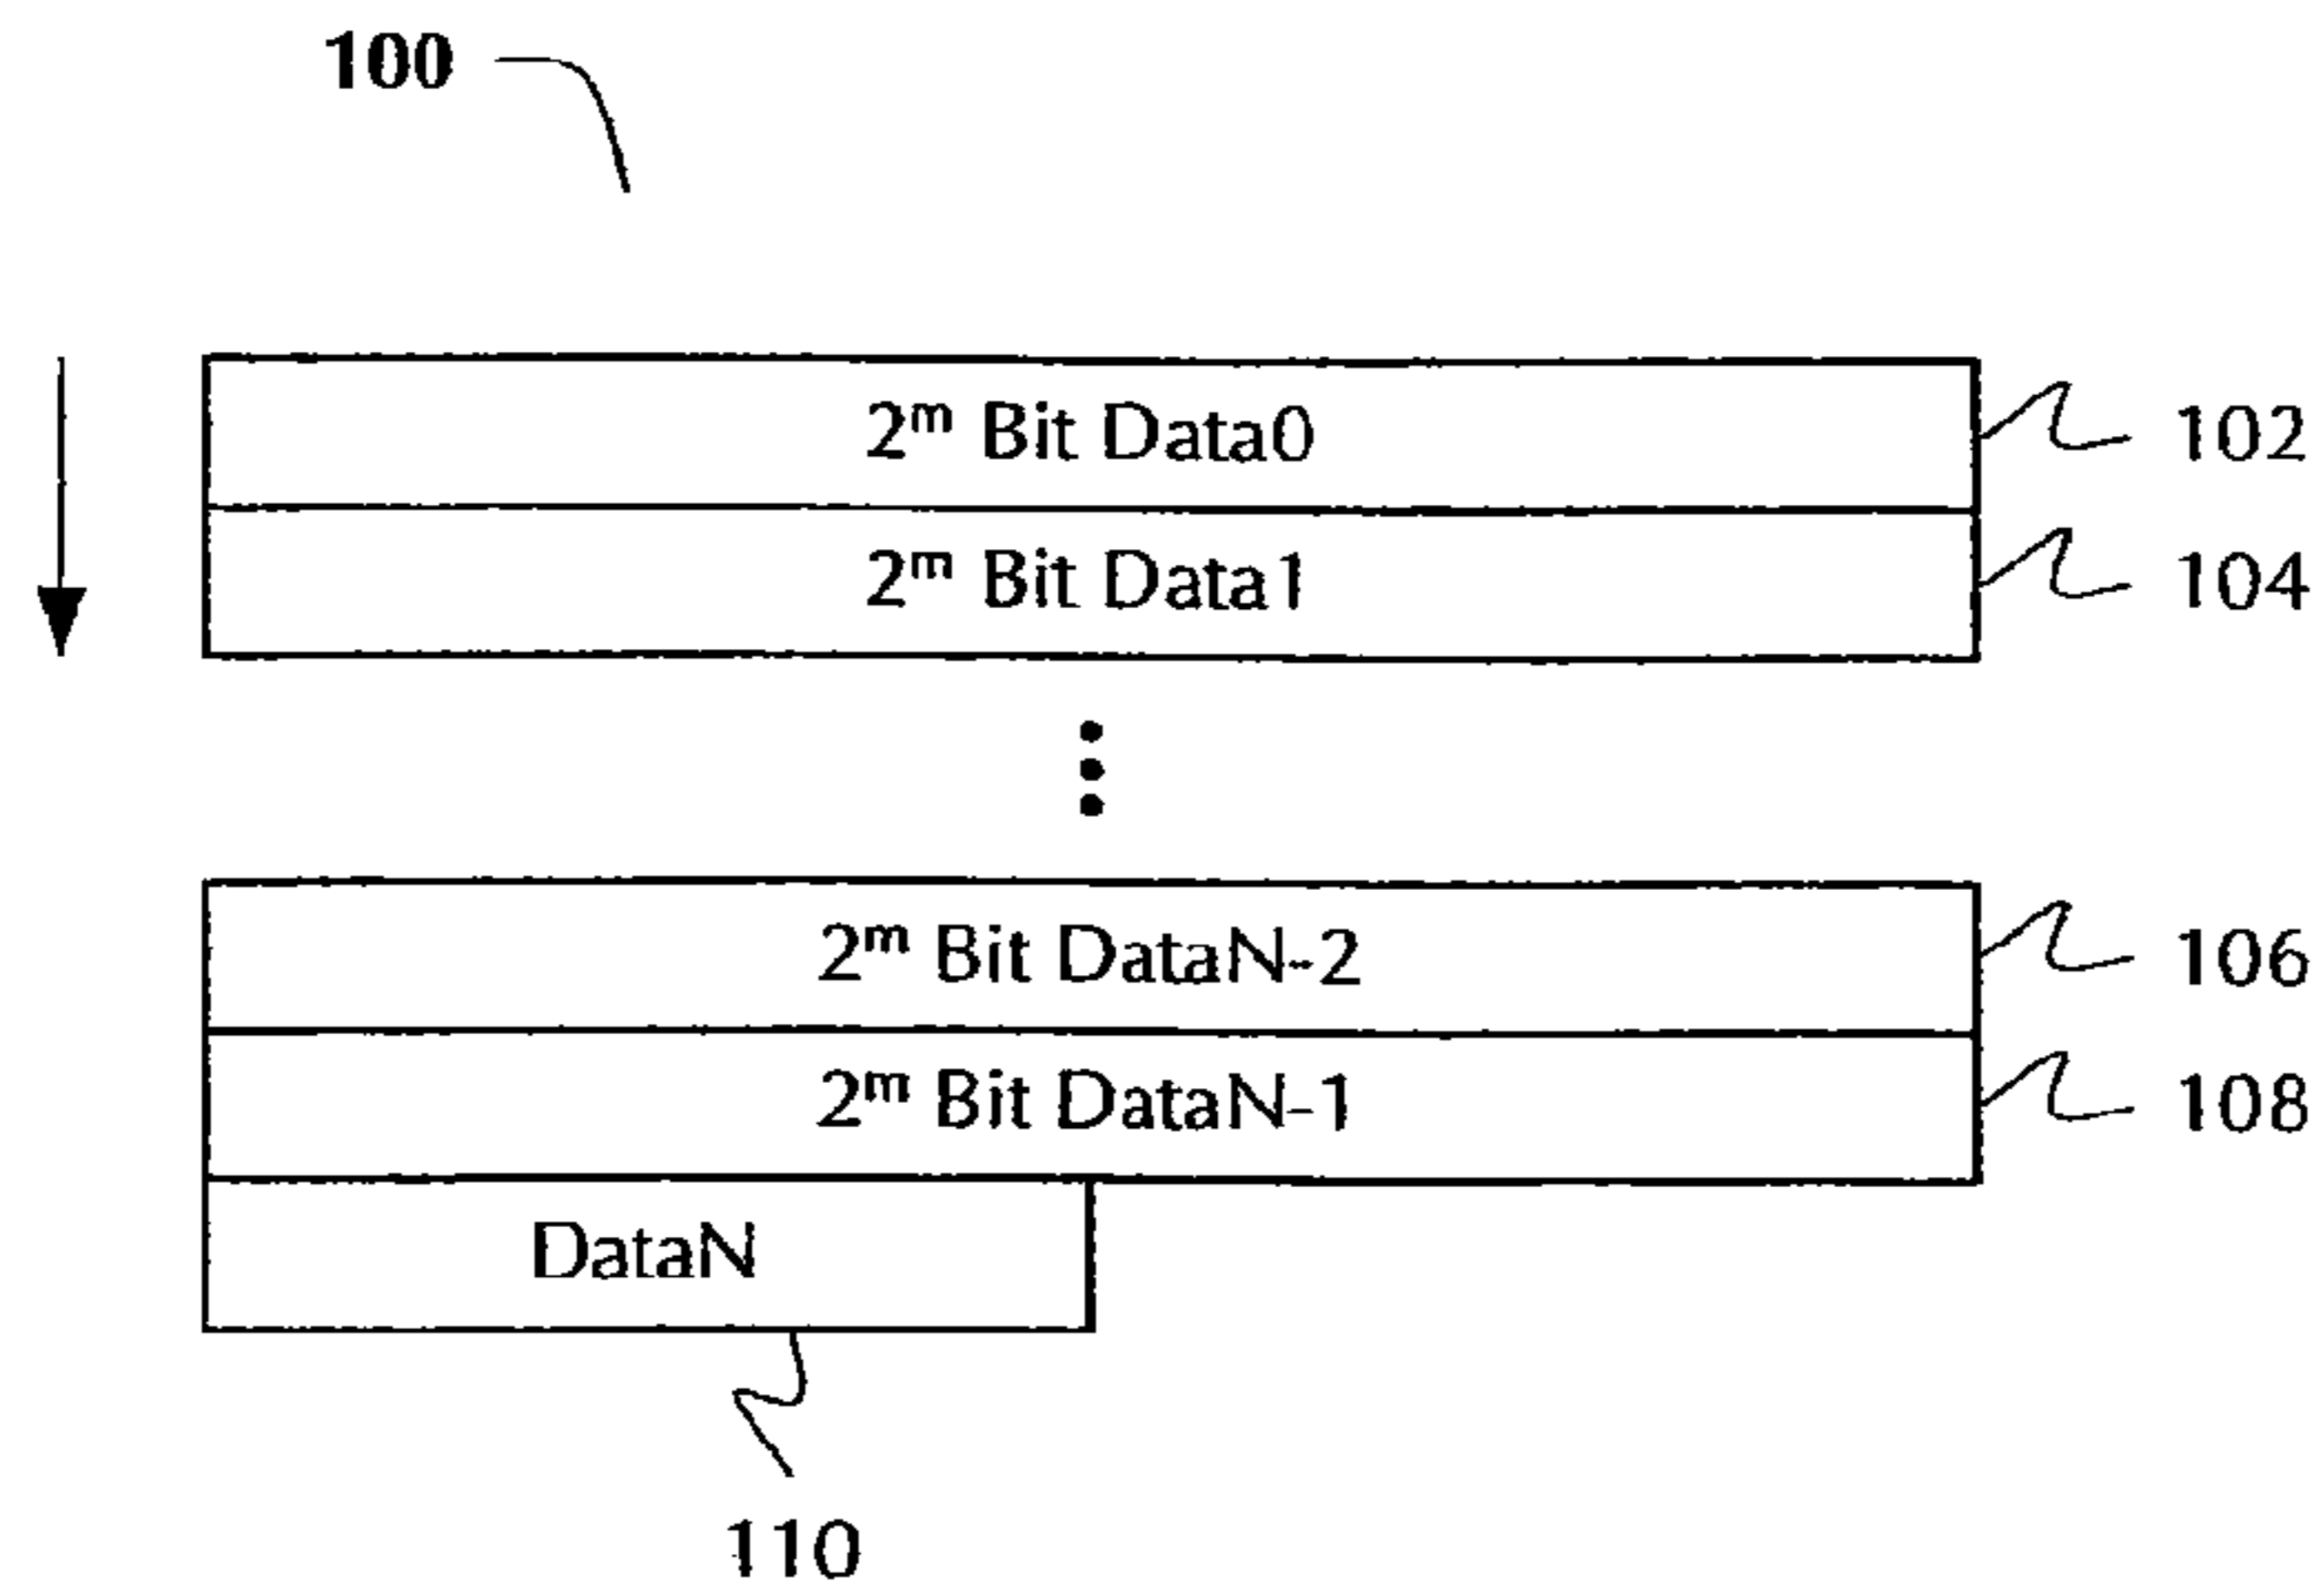 100
2ᵐ Bit Data0 102
2ᵐ Bit Data1 104
2ᵐ Bit DataN-2 106
2ᵐ Bit DataN-1 108
DataN
110